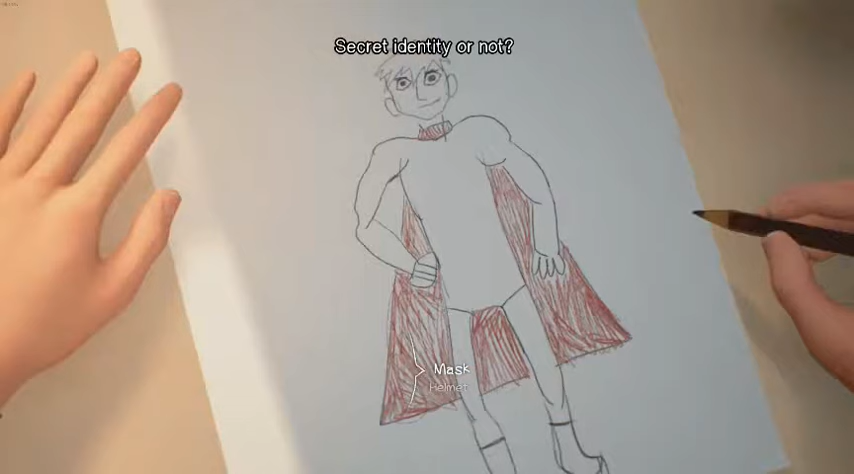 Secret identity or not?
Mask
Helmet